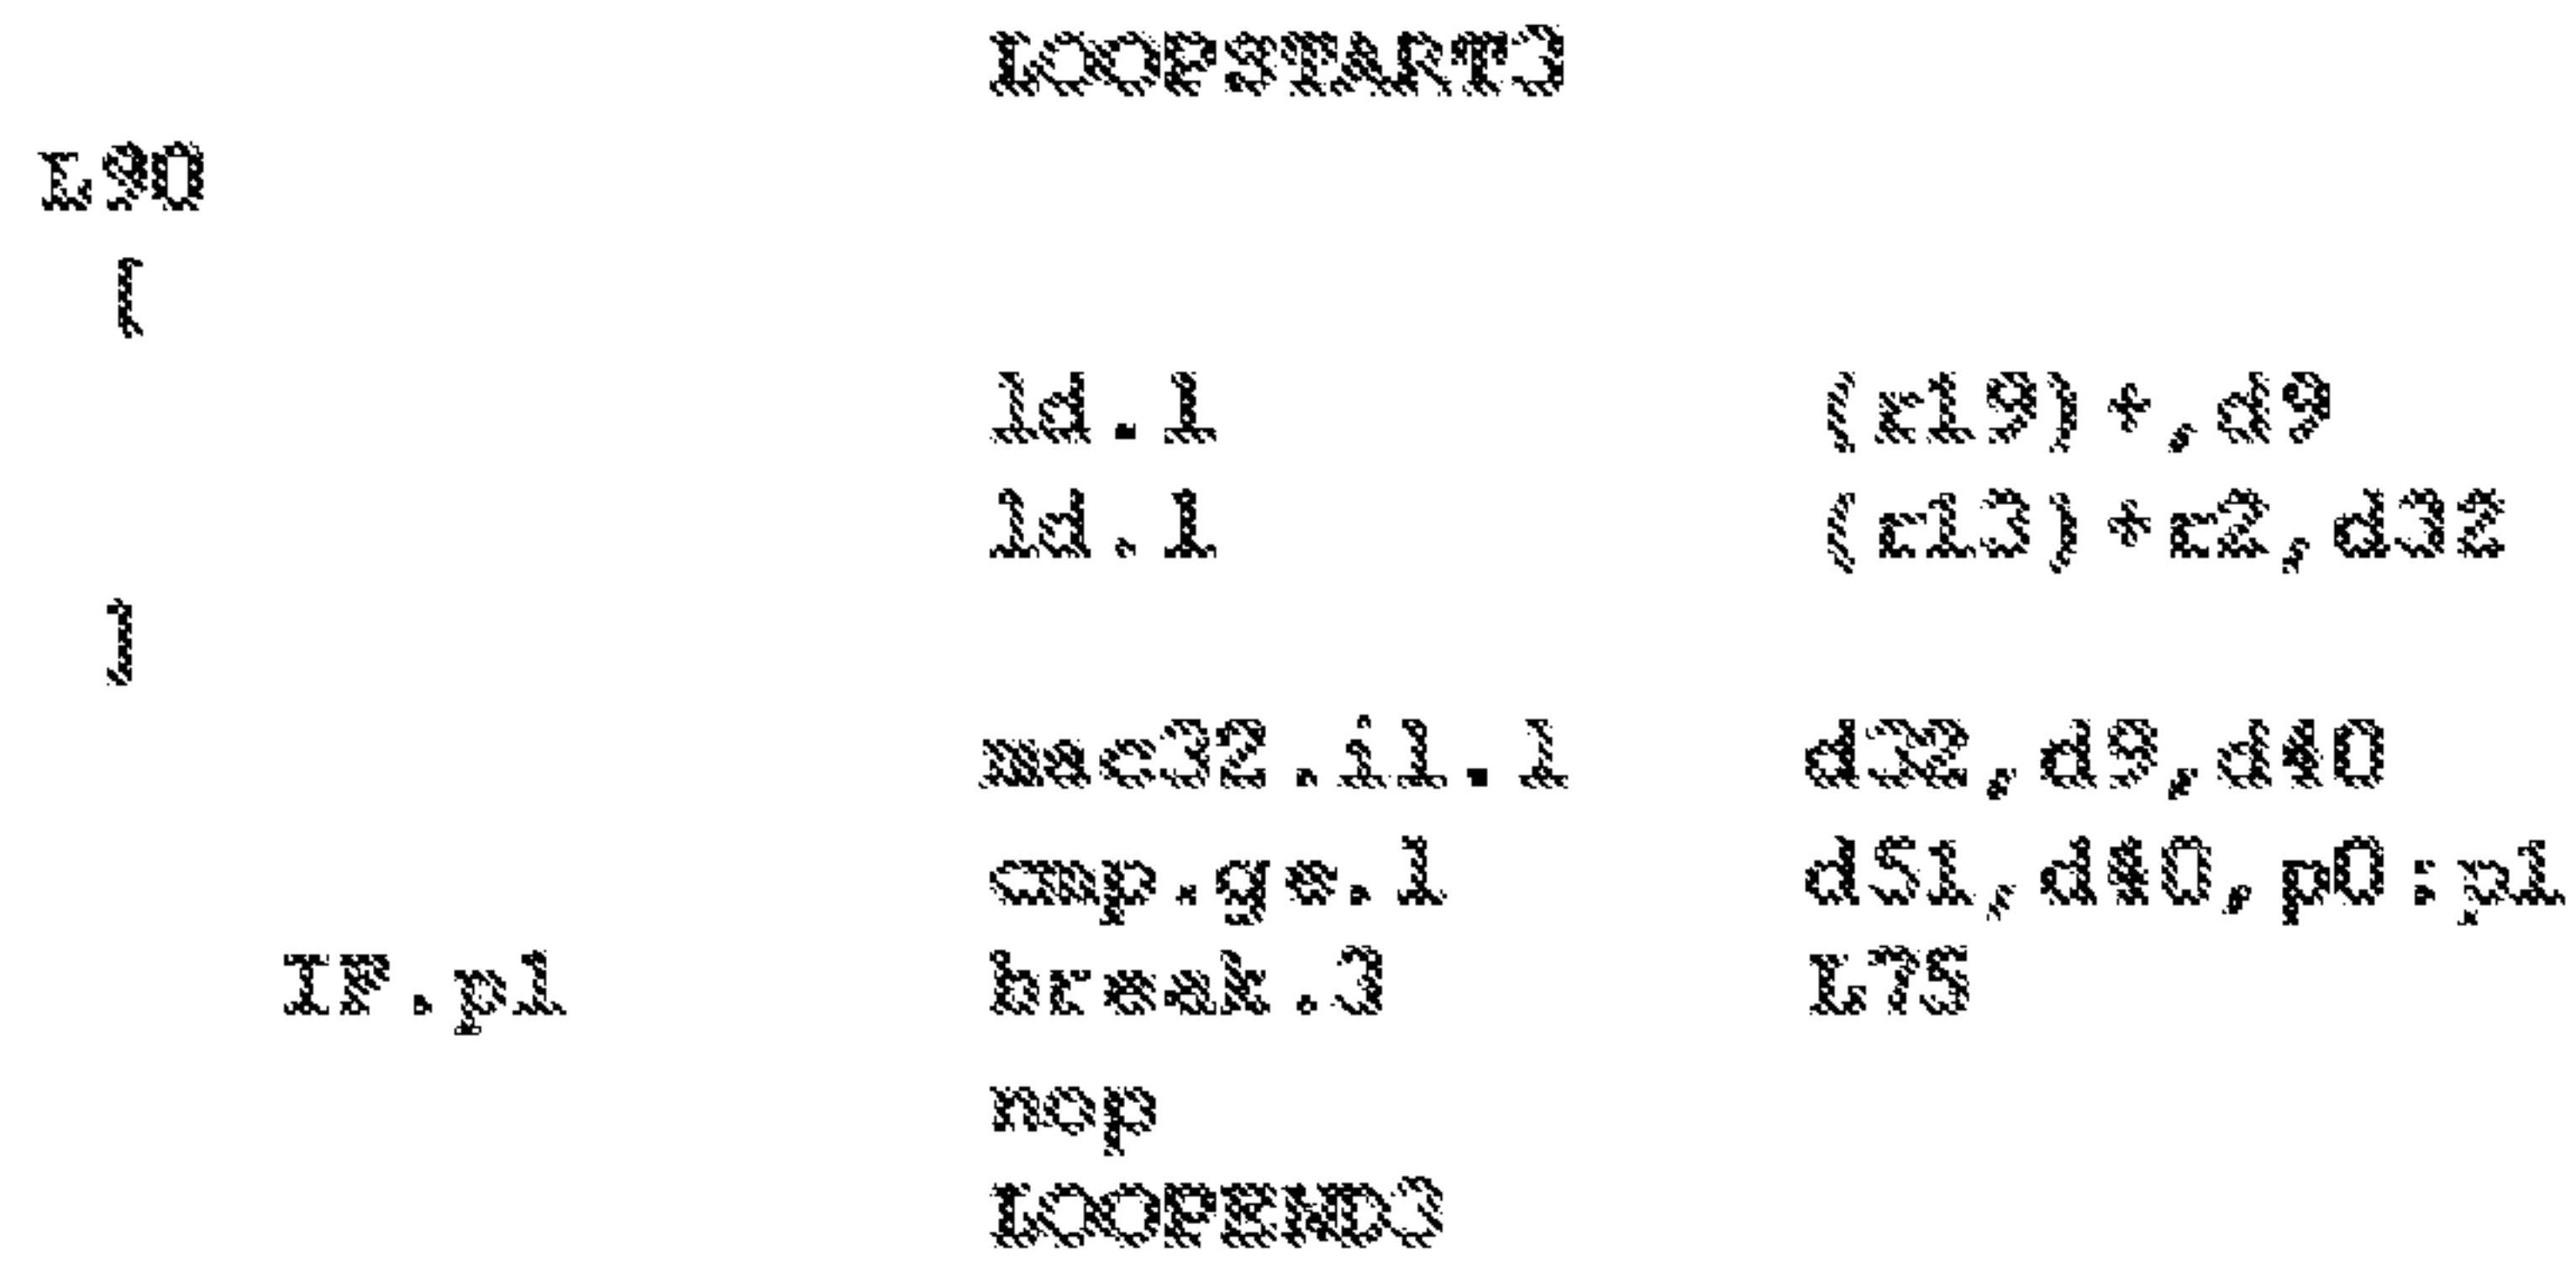 LOOPSTART3
L90
[
ld.l (r19)+,d9
ld.l (r13)+r2,d32
]
mac32.il.l d32,d9,d40
cmp.ge.l d51,d40,p0:p1
IF.p1 break.3 L75
nop
LOOPEND3